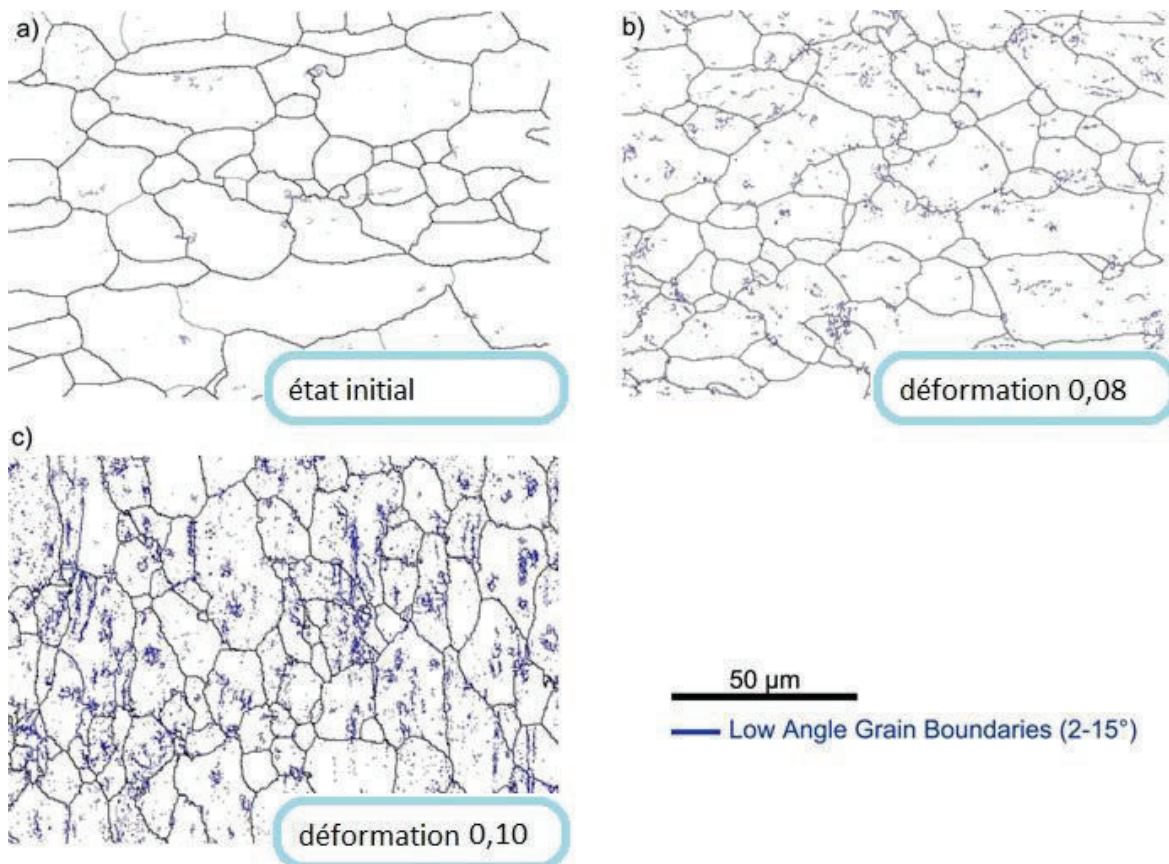 a)
b)
état initial
déformation 0,08
c)
50 µm
Low Angle Grain Boundaries (2-15°)
déformation 0,10